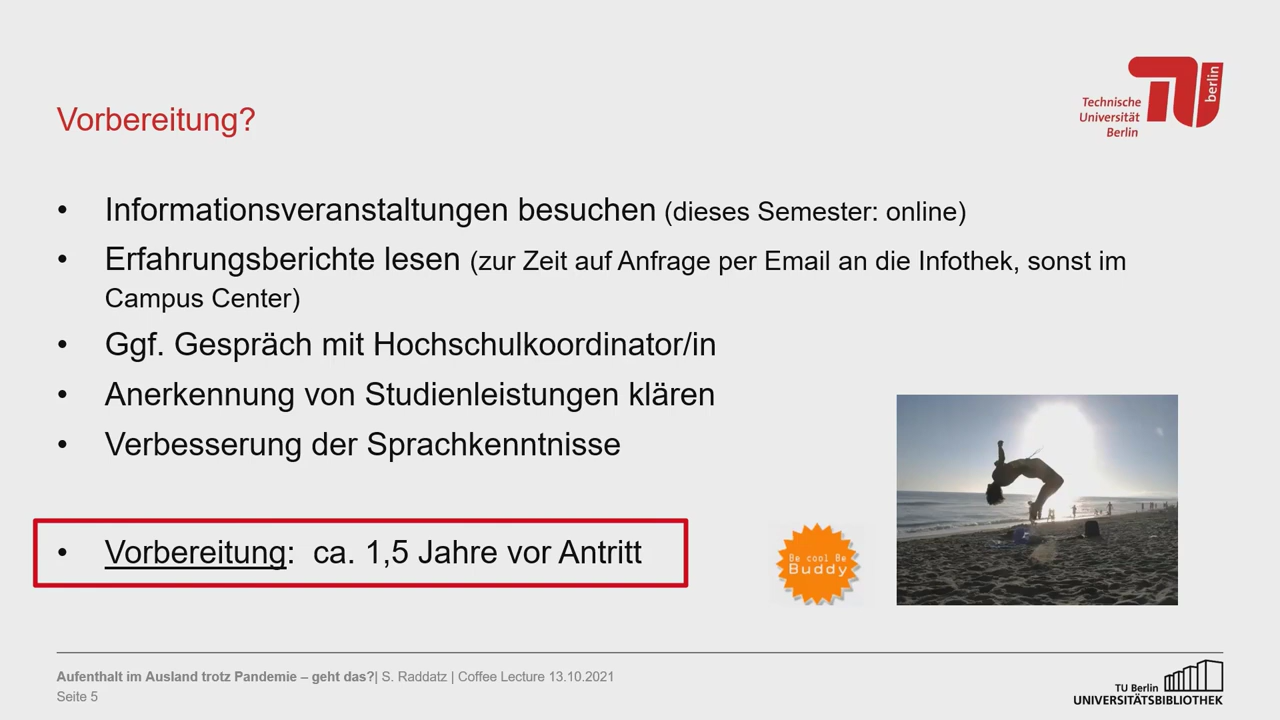 Technische
Universität
Berlin
berlin
Vorbereitung?
• Informationsveranstaltungen besuchen (dieses Semester: online)
• Erfahrungsberichte lesen (zur Zeit auf Anfrage per Email an die Infothek, sonst im
Campus Center)
• Ggf. Gespräch mit Hochschulkoordinator/in
• Anerkennung von Studienleistungen klären
• Verbesserung der Sprachkenntnisse
• Vorbereitung: ca. 1,5 Jahre vor Antritt
Be cool Be
Buddy
Aufenthalt im Ausland trotz Pandemie – geht das?| S. Raddatz | Coffee Lecture 13.10.2021
Seite 5
TU Berlin
UNIVERSITÄTSBIBLIOTHEK